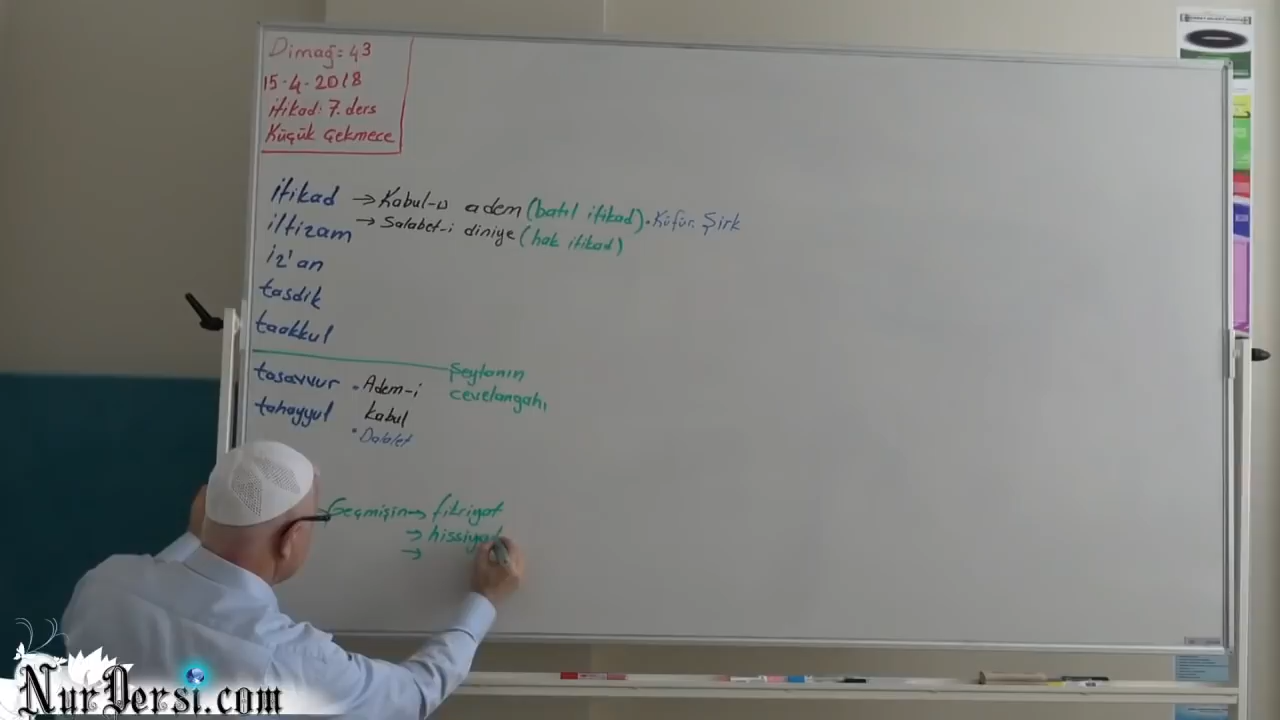 Dimağ: 43
15-4-2018
itikad: 7. ders
Küçük Çekmece
itikad → Kabul-ü adem (batıl itikad) • Küfür. Şirk
iltizam → Salabet-i diniye (hak itikad)
iz'an
tasdik
taakkul
tasavvur • Adem-i
kabul
tahayyul
• Dalalet
Şeytanın
cevelangahı
Geçmişin → fikriyat
→ hissiyat
→
NurDersi.com